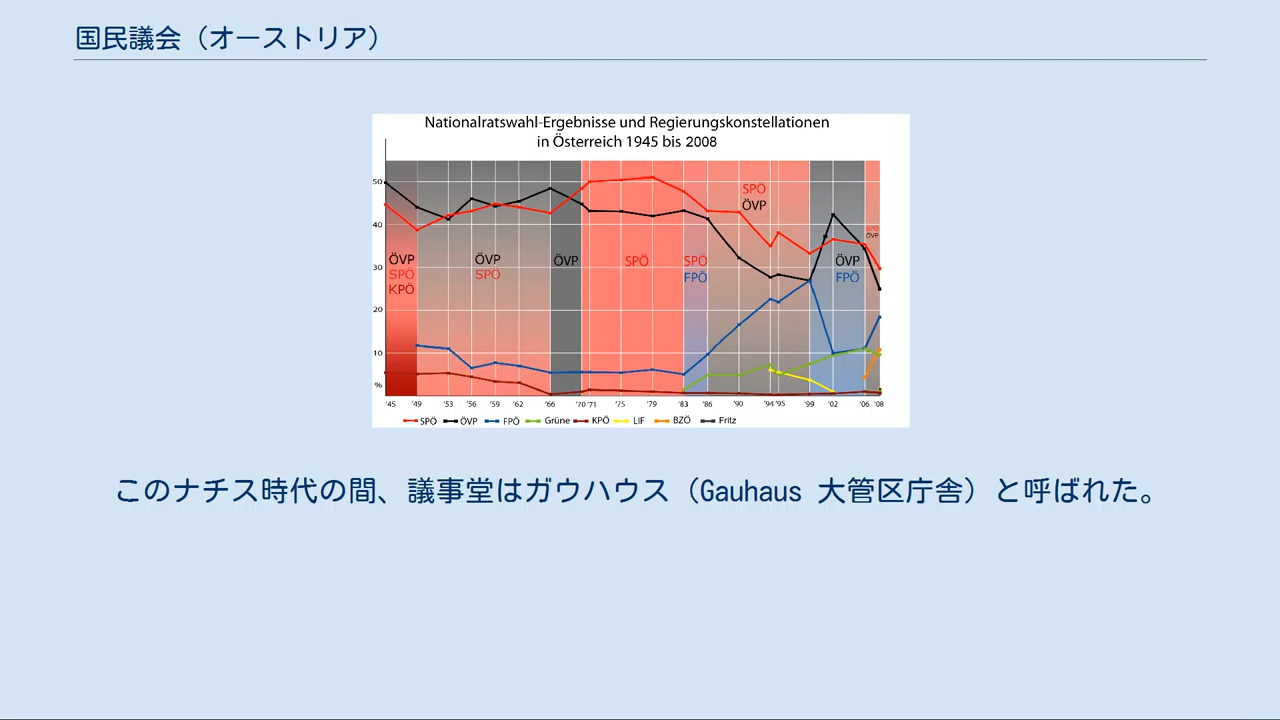 国民議会（オーストリア）
Nationalratswahl-Ergebnisse und Regierungskonstellationen
in Österreich 1945 bis 2008
50
40
30
20
10
%
SPÖ
ÖVP
SPÖ
ÖVP
ÖVP
SPÖ
KPÖ
ÖVP
SPÖ
ÖVP
SPÖ
SPÖ
FPÖ
ÖVP
FPÖ
'45 '49 '53 '56 '59 '62 '66 '70 '71 '75 '79 '83 '86 '90 '94 '95 '99 '02 '06 '08
SPÖ ÖVP FPÖ Grüne KPÖ LIF BZÖ Fritz
このナチス時代の間、議事堂はガウハウス（Gauhaus 大管区庁舎）と呼ばれた。